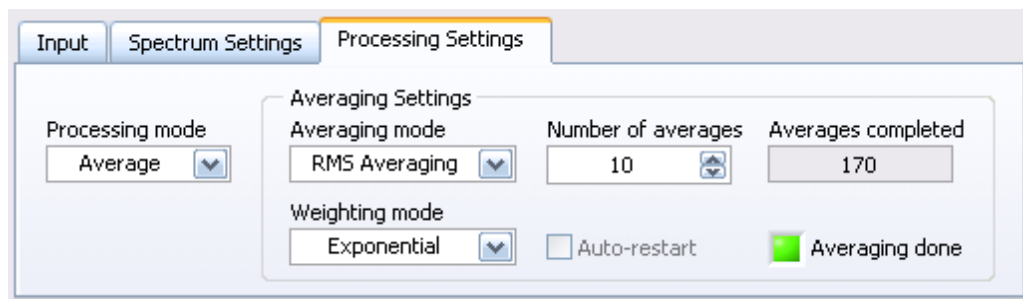 Input
Spectrum Settings
Processing Settings
Averaging Settings
Processing mode
Averaging mode
Number of averages
Averages completed
Average
RMS Averaging
10
170
Weighting mode
Exponential
Auto-restart
Averaging done